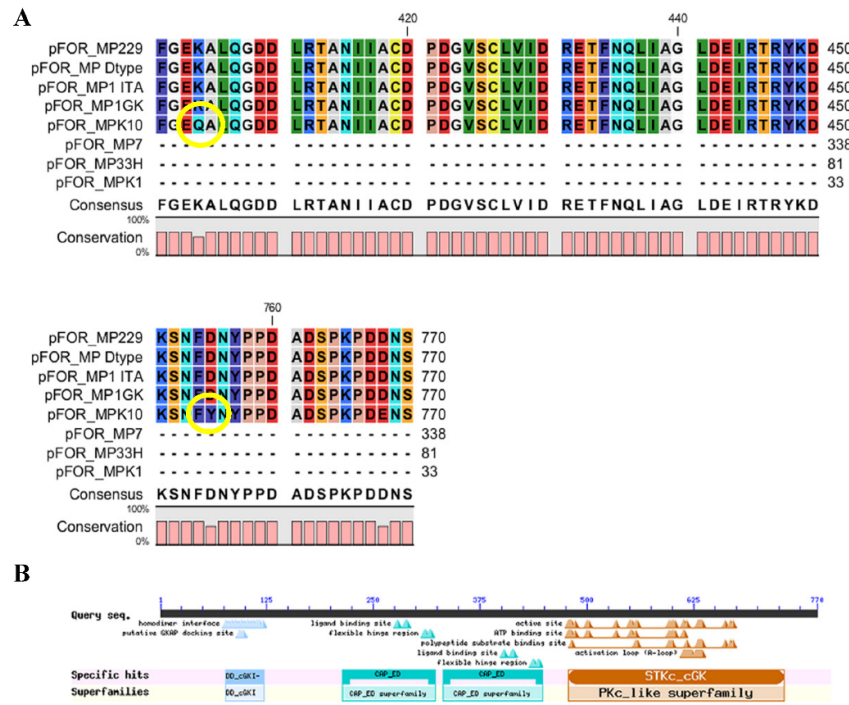 A
420 440
pFOR_MP229 FGEKALQGDD LRTANIIACD PDGVSCLVID RETFNQLIAG LDEIRTRYKD 450
pFOR_MP Dtype FGEKALQGDD LRTANIIACD PDGVSCLVID RETFNQLIAG LDEIRTRYKD 450
pFOR_MP1 ITA FGEKALQGDD LRTANIIACD PDGVSCLVID RETFNQLIAG LDEIRTRYKD 450
pFOR_MP1GK FGEKALQGDD LRTANIIACD PDGVSCLVID RETFNQLIAG LDEIRTRYKD 450
pFOR_MPK10 FGEQALQGDD LRTANIIACD PDGVSCLVID RETFNQLIAG LDEIRTRYKD 450
pFOR_MP7 ---------- ---------- ---------- ---------- ---------- 338
pFOR_MP33H ---------- ---------- ---------- ---------- ---------- 81
pFOR_MPK1 ---------- ---------- ---------- ---------- ---------- 33
Consensus FGEKALQGDD LRTANIIACD PDGVSCLVID RETFNQLIAG LDEIRTRYKD
100%
Conservation
0%
760
pFOR_MP229 KSNFDNYPPD ADSPKPDDNS 770
pFOR_MP Dtype KSNFDNYPPD ADSPKPDDNS 770
pFOR_MP1 ITA KSNFDNYPPD ADSPKPDDNS 770
pFOR_MP1GK KSNFDNYPPD ADSPKPDDNS 770
pFOR_MPK10 KSNFYNYPPD ADSPKPDENS 770
pFOR_MP7 ---------- ---------- 338
pFOR_MP33H ---------- ---------- 81
pFOR_MPK1 ---------- ---------- 33
Consensus KSNFDNYPPD ADSPKPDDNS
100%
Conservation
0%
B
1 125 250 375 500 625 770
Query seq.
homodimer interface ligand binding site active site
putative GKAP docking site flexible hinge region ATP binding site
polypeptide substrate binding site
ligand binding site activation loop (A-loop)
flexible hinge region
Specific hits DD_cGKI- CAP_ED CAP_ED STKc_cGK
Superfamilies DD_cGKI CAP_ED superfamily CAP_ED superfamily PKc_like superfamily